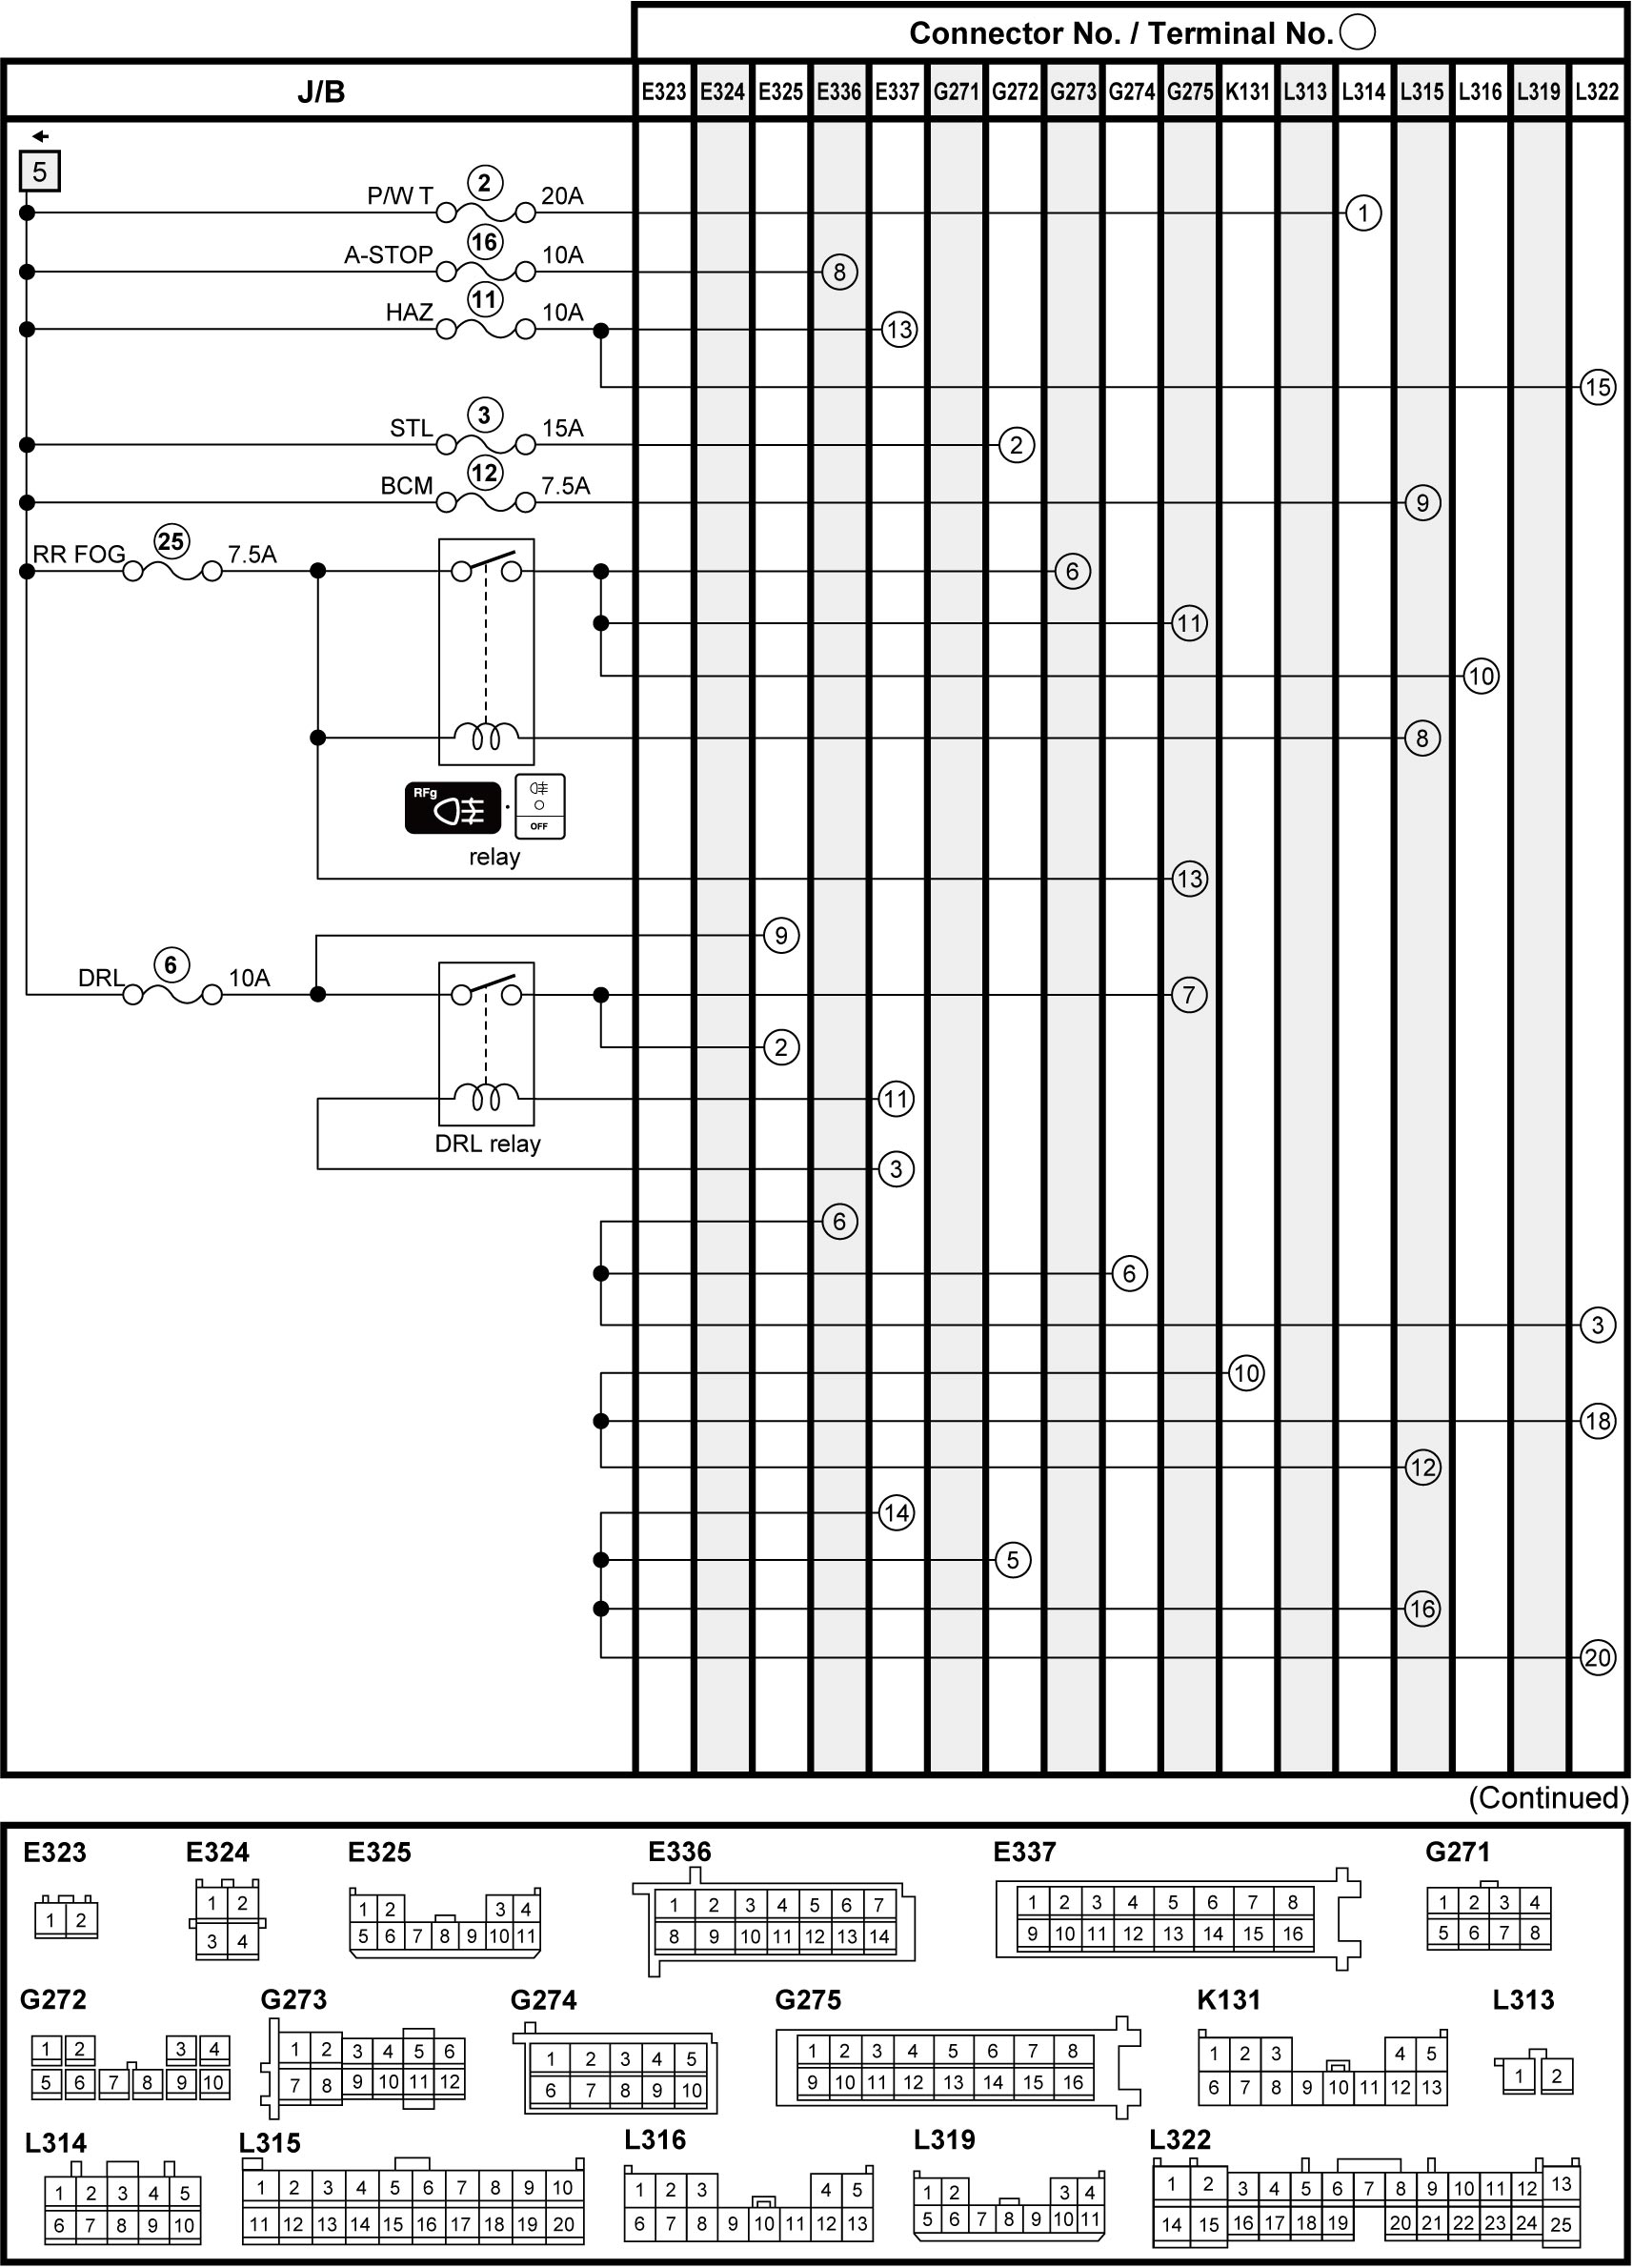 Connector No. / Terminal No.
J/B E323 E324 E325 E336 E337 G271 G272 G273 G274 G275 K131 L313 L314 L315 L316 L319 L322
5
P/W T 2 20A 1
A-STOP 16 10A 8
HAZ 11 10A 13
15
STL 3 15A 2
BCM 12 7.5A 9
RR FOG 25 7.5A 6
11
10
8
RFg OFF
relay
13
9
DRL 6 10A 7
2
11
DRL relay
3
6
6
3
10
18
12
14
5
16
20
(Continued)
E323 E324 E325 E336 E337 G271
1 2
1 2
3 4
1 2 3 4
5 6 7 8 9 10 11
1 2 3 4 5 6 7
8 9 10 11 12 13 14
1 2 3 4 5 6 7 8
9 10 11 12 13 14 15 16
1 2 3 4
5 6 7 8
G272 G273 G274 G275 K131 L313
1 2 3 4
5 6 7 8 9 10
1 2 3 4 5 6
7 8 9 10 11 12
1 2 3 4 5
6 7 8 9 10
1 2 3 4 5 6 7 8
9 10 11 12 13 14 15 16
1 2 3 4 5
6 7 8 9 10 11 12 13
1 2
L314 L315 L316 L319 L322
1 2 3 4 5
6 7 8 9 10
1 2 3 4 5 6 7 8 9 10
11 12 13 14 15 16 17 18 19 20
1 2 3 4 5
6 7 8 9 10 11 12 13
1 2 3 4
5 6 7 8 9 10 11
1 2 3 4 5 6 7 8 9 10 11 12 13
14 15 16 17 18 19 20 21 22 23 24 25